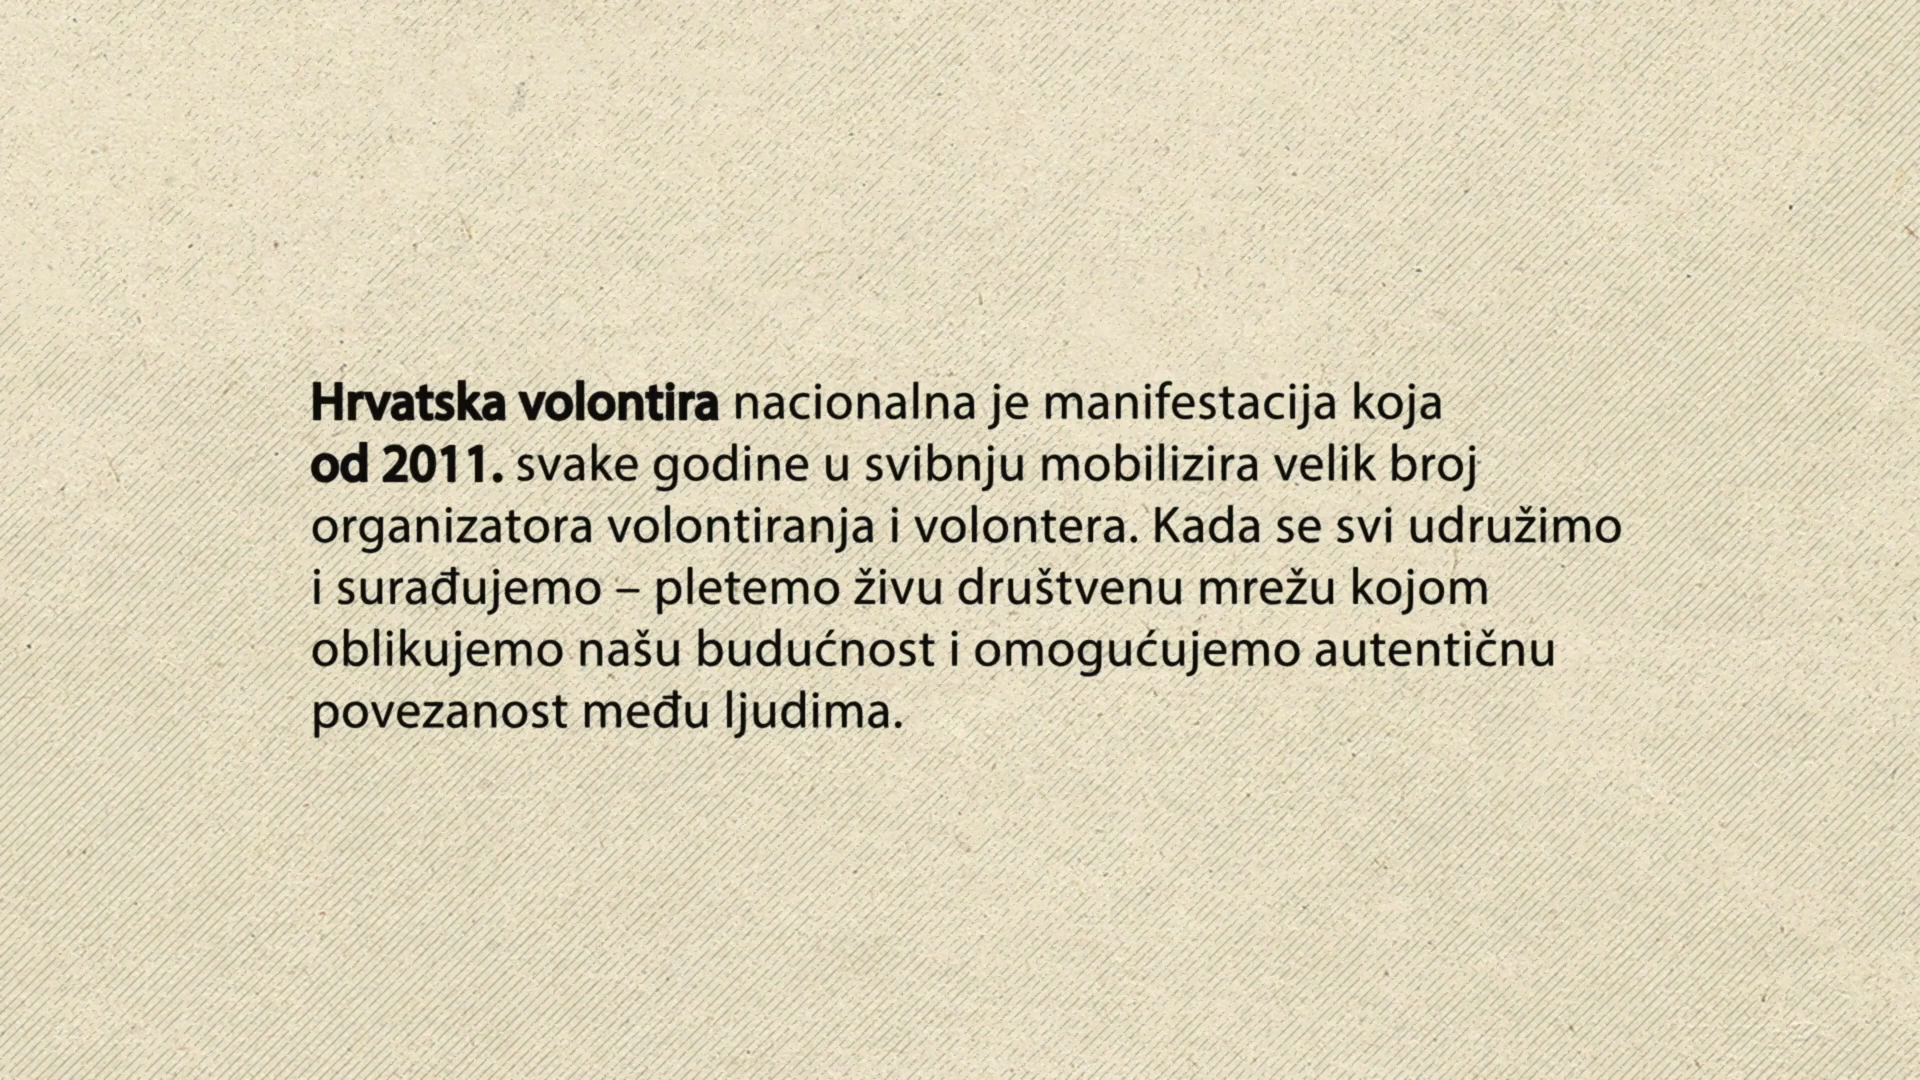 Hrvatska volontira nacionalna je manifestacija koja
od 2011. svake godine u svibnju mobilizira velik broj
organizatora volontiranja i volontera. Kada se svi udružimo
i surađujemo – pletemo živu društvenu mrežu kojom
oblikujemo našu budućnost i omogućujemo autentičnu
povezanost među ljudima.